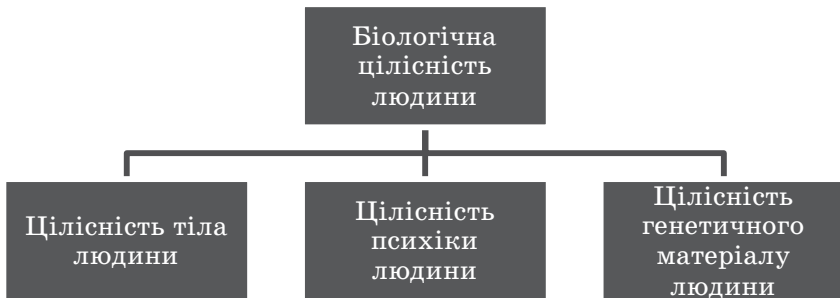 Біологічна
цілісність
людини
Цілісність тіла
людини
Цілісність
психіки
людини
Цілісність
генетичного
матеріалу
людини